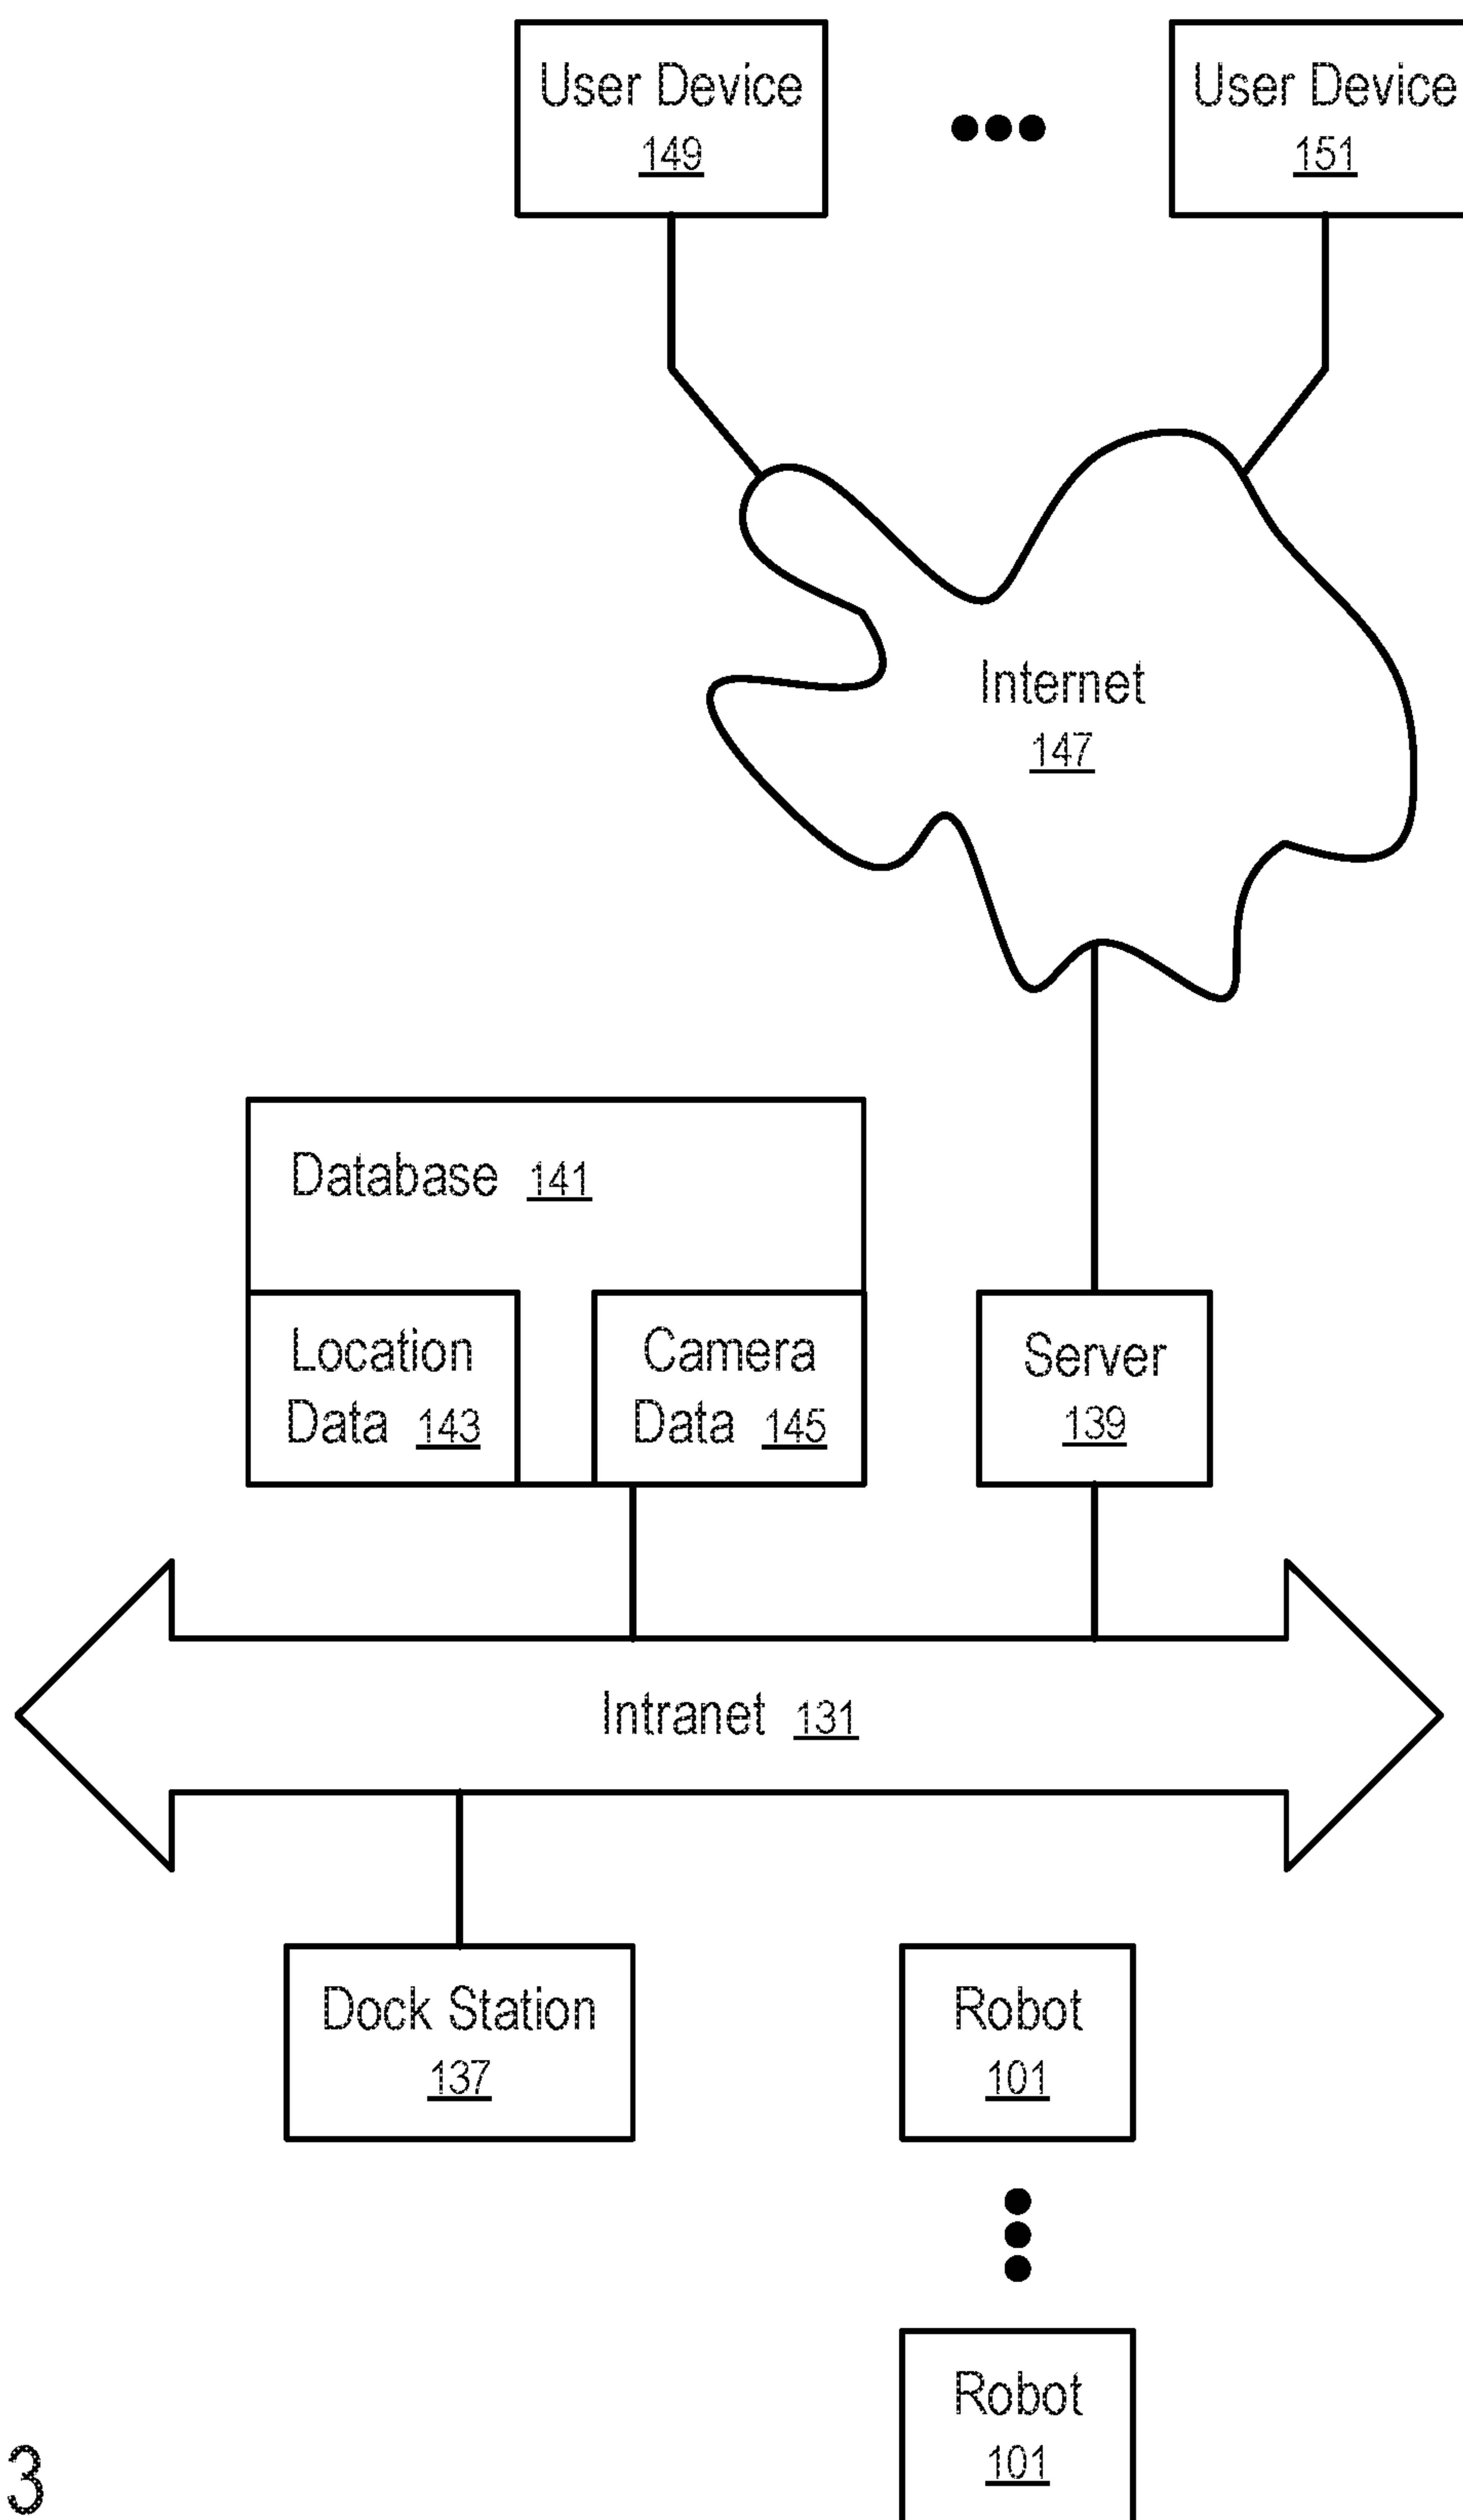 User Device
149
User Device
151
Internet
147
Database 141
Location
Data 143
Camera
Data 145
Server
139
Intranet 131
Dock Station
137
Robot
101
Robot
101
3